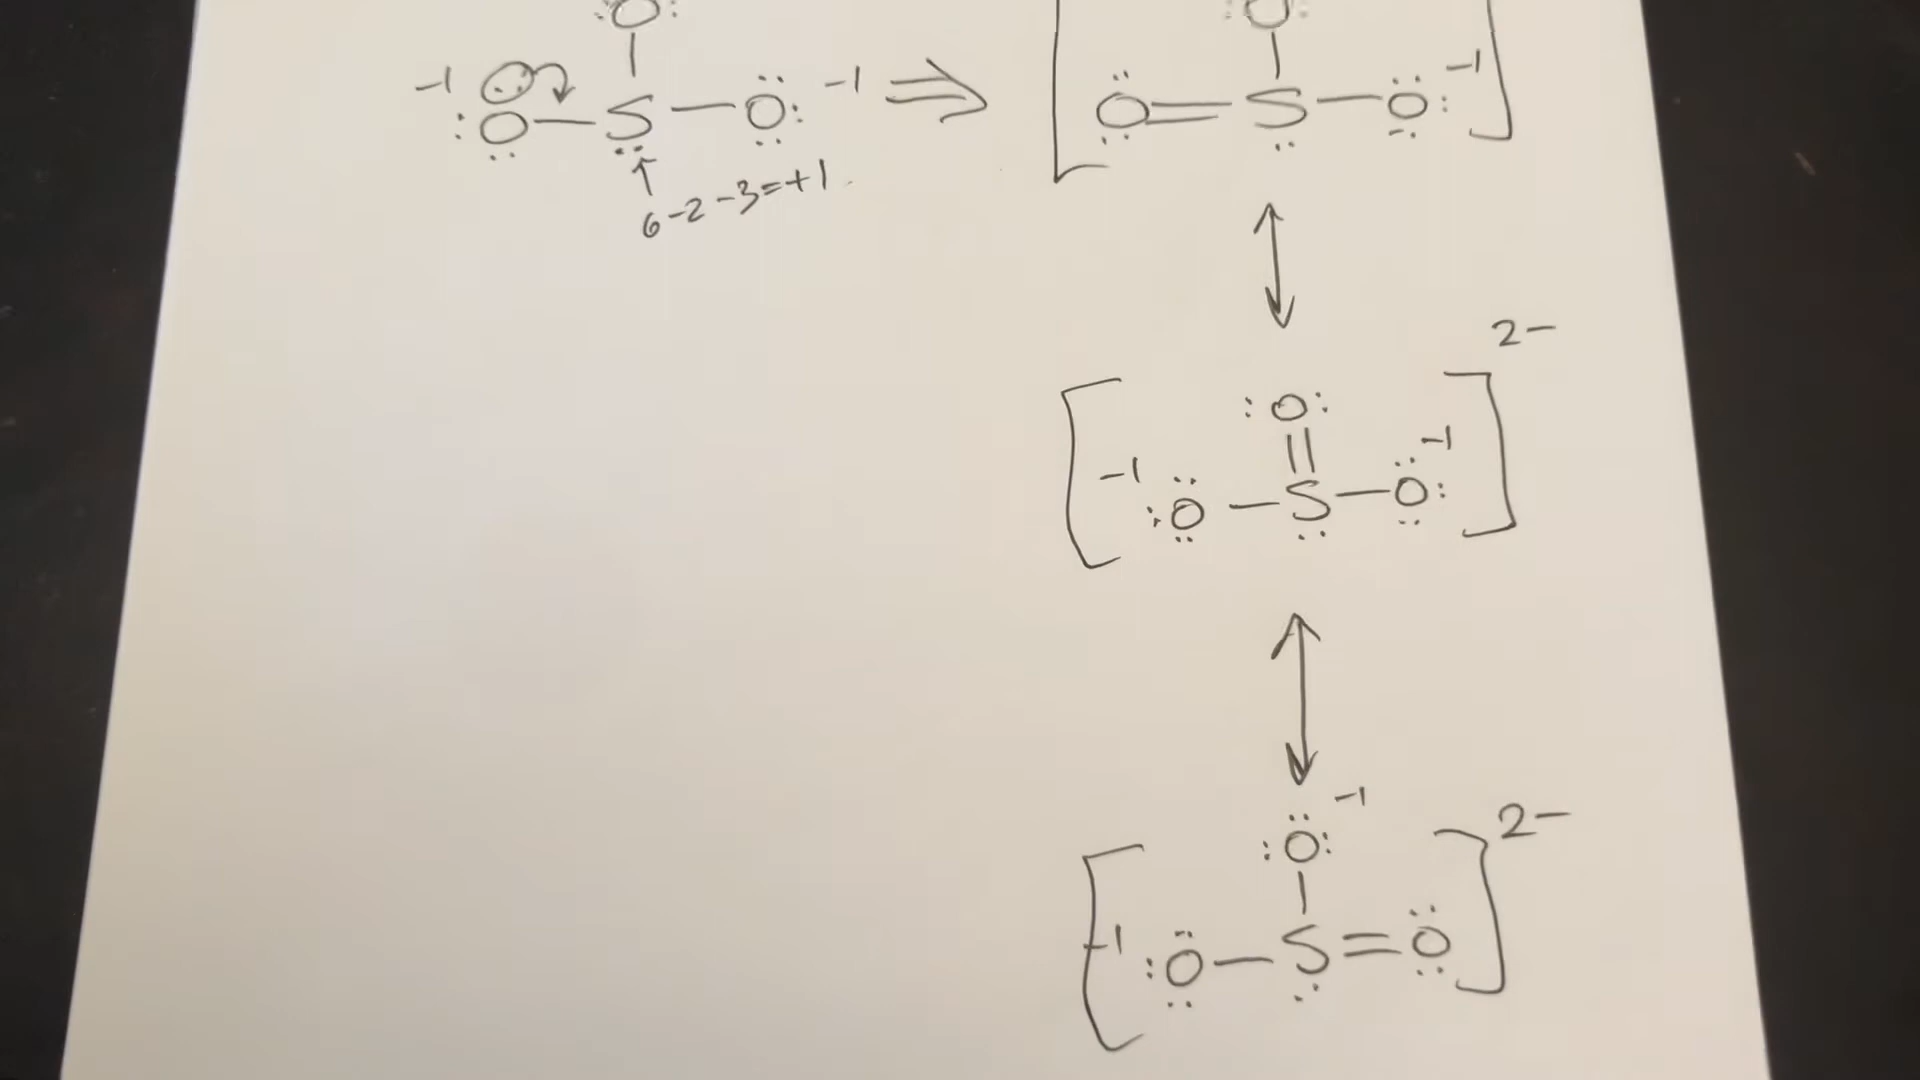 :O: :O:
-1 :O — S — O: -1 ⇒ [ O = S — O: -1 ]
6-2-3=+1
2-
[ :O:
-1 :O — S — O: -1 ]
-1 2-
[ :O:
-1 :O — S = O ]